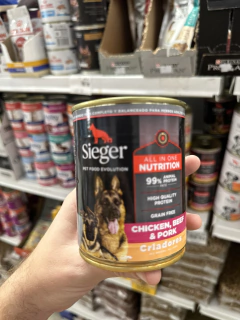 Sieger
Sieger
PET FOOD EVOLUTION
ALL IN ONE
NUTRITION
99% ANIMAL
PROTEIN
HIGH QUALITY
PROTEIN
GRAIN FREE
CHICKEN, BEEF
& PORK
Criadores